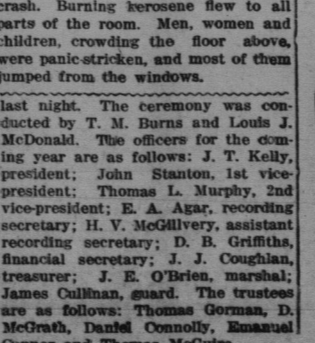 crash. Burning kerosene flew to all
parts of the room. Men, women and
children, crowding the floor above,
were panic-stricken, and most of them
jumped from the windows.
last night. The ceremony was con-
ducted by T. M. Burns and Louis J.
McDonald. The officers for the com-
ing year are as follows: J. T. Kelly,
president; John Stanton, 1st vice-
president; Thomas L. Murphy, 2nd
vice-president; E. A. Agar, recording
secretary; H. V. McGillvery, assistant
recording secretary; D. B. Griffiths,
financial secretary; J. J. Coughlan,
treasurer; J. E. O'Brien, marshal;
James Cullinan, guard. The trustees
are as follows: Thomas Gorman, D.
McGrath, Daniel Connolly, Emanuel
and Thomas McGuire